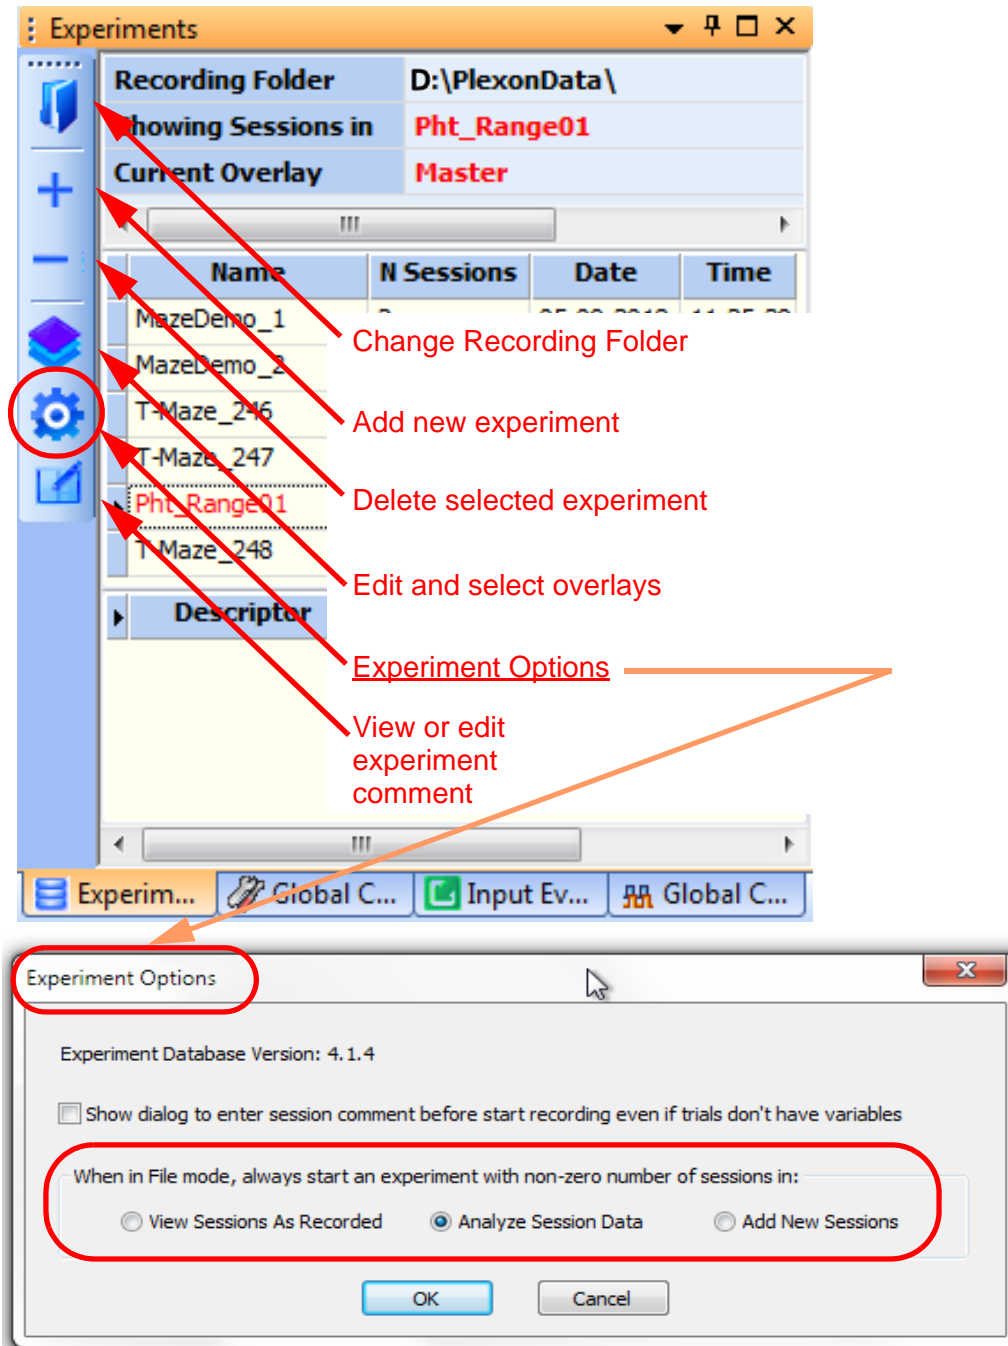 Experiments
Recording Folder D:\PlexonData\
Showing Sessions in Pht_Range01
Current Overlay Master
Name N Sessions Date Time
MazeDemo_1
Change Recording Folder
MazeDemo_2
T-Maze_246
Add new experiment
T-Maze_247
Pht_Range01
Delete selected experiment
T-Maze_248
Edit and select overlays
Descriptor
Experiment Options
View or edit
experiment
comment
Experim... Global C... Input Ev... Global C...
Experiment Options
Experiment Database Version: 4.1.4
Show dialog to enter session comment before start recording even if trials don't have variables
When in File mode, always start an experiment with non-zero number of sessions in:
View Sessions As Recorded Analyze Session Data Add New Sessions
OK Cancel